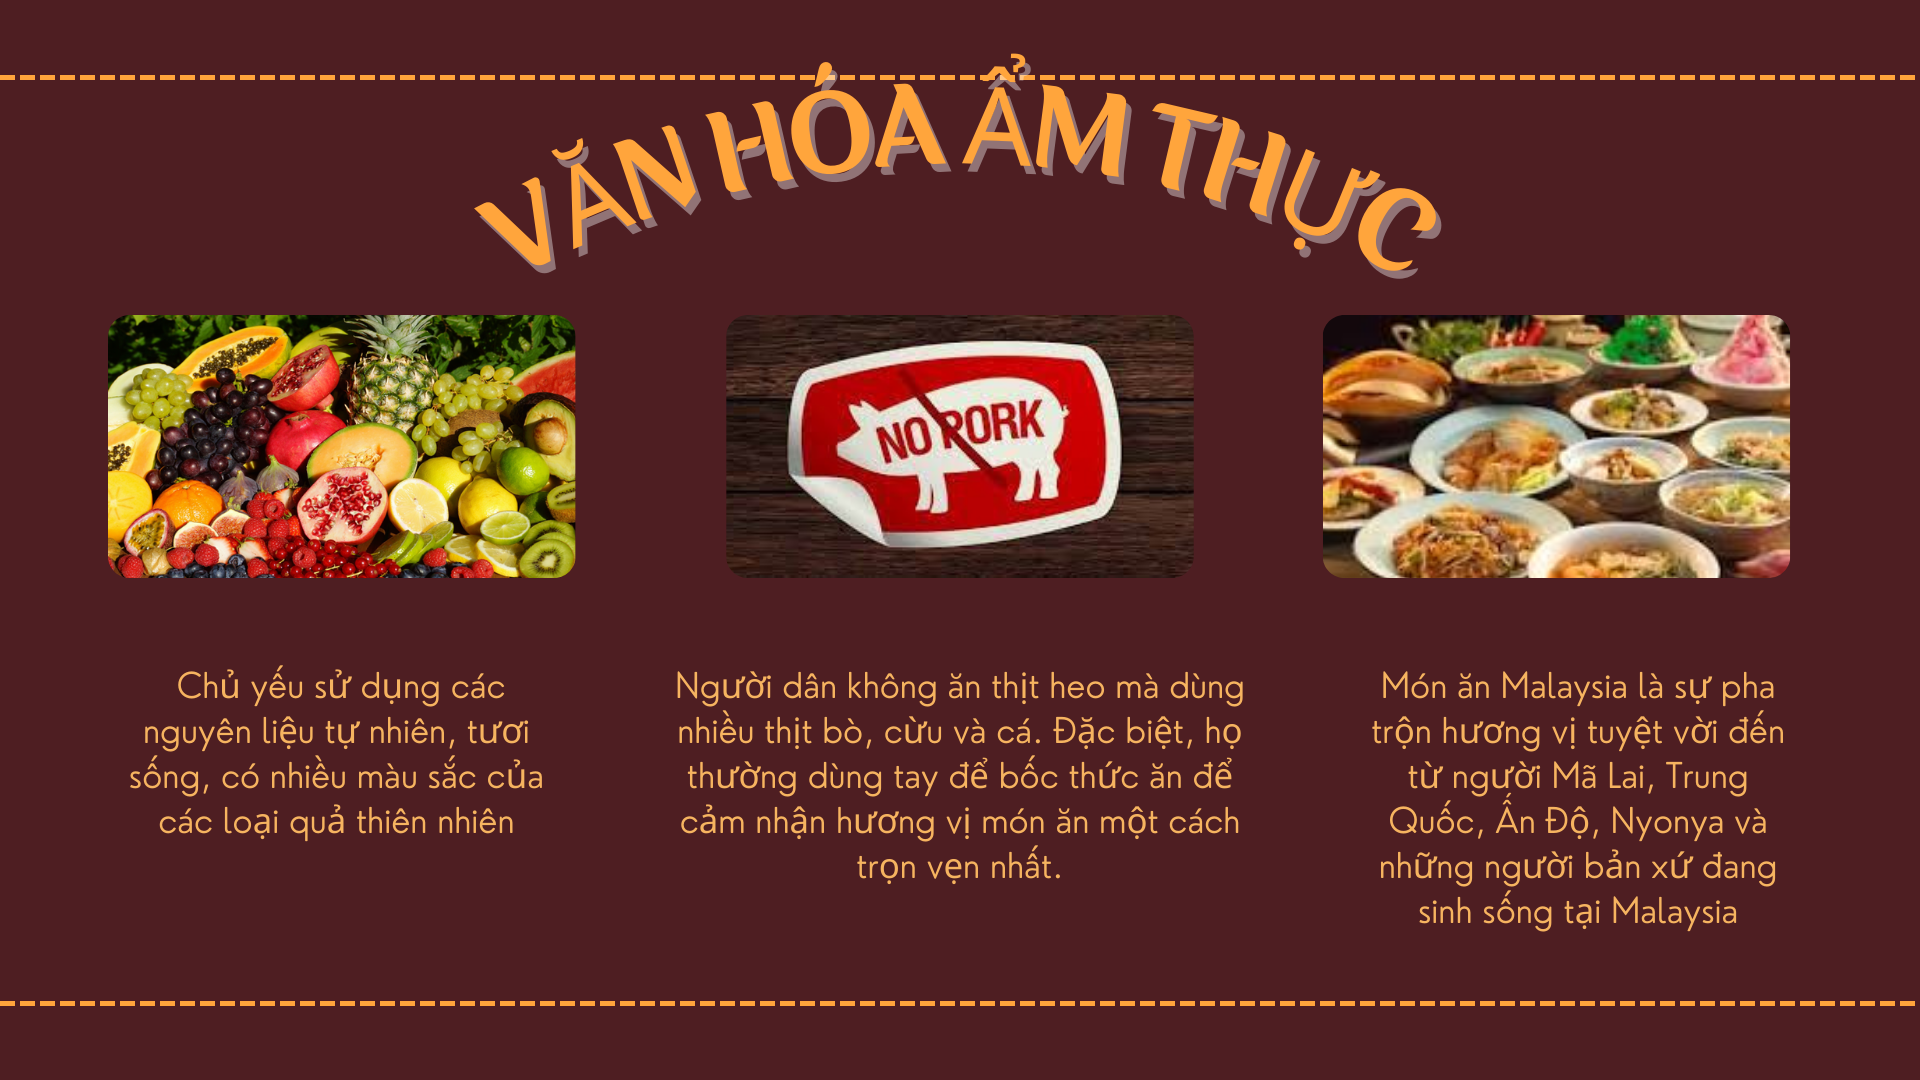 VĂN HÓA ẨM THỰC
NO PORK
Chủ yếu sử dụng các
nguyên liệu tự nhiên, tươi
sống, có nhiều màu sắc của
các loại quả thiên nhiên
Người dân không ăn thịt heo mà dùng
nhiều thịt bò, cừu và cá. Đặc biệt, họ
thường dùng tay để bốc thức ăn để
cảm nhận hương vị món ăn một cách
trọn vẹn nhất.
Món ăn Malaysia là sự pha
trộn hương vị tuyệt vời đến
từ người Mã Lai, Trung
Quốc, Ấn Độ, Nyonya và
những người bản xứ đang
sinh sống tại Malaysia